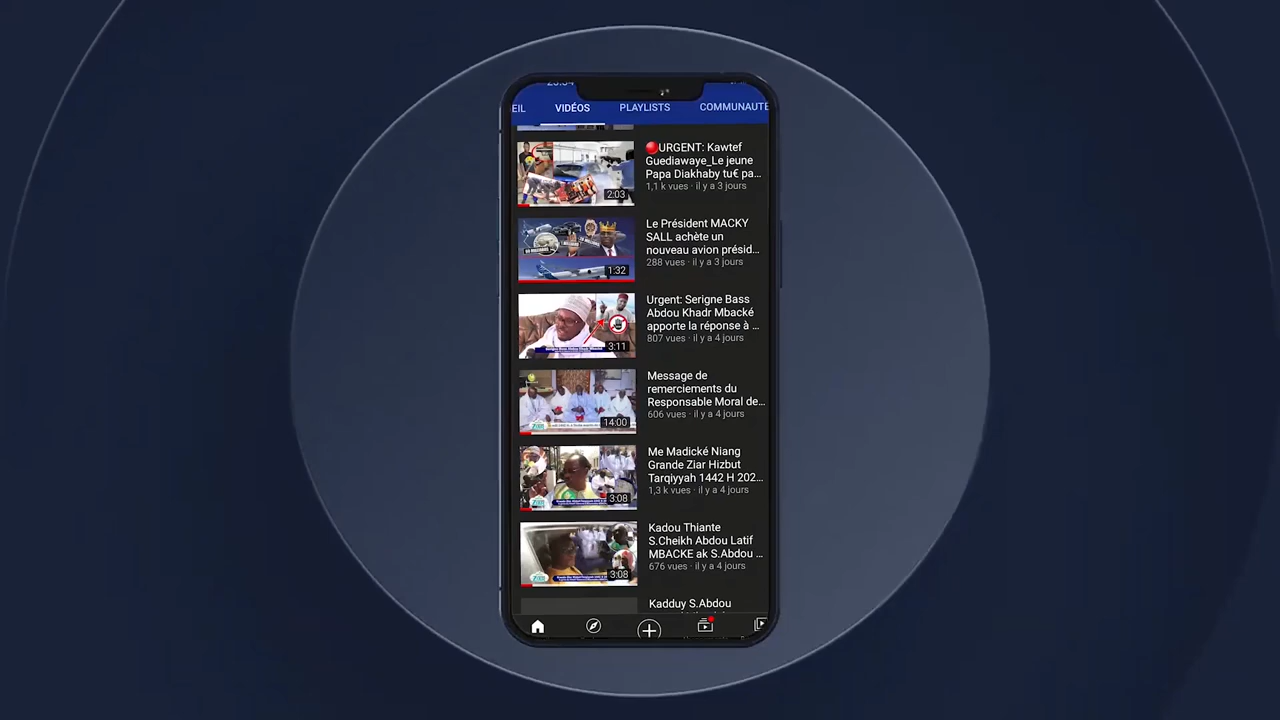 EIL VIDÉOS PLAYLISTS COMMUNAUTÉ
🔴URGENT: Kawtef
Guediawaye_Le jeune
Papa Diakhaby tu€ pa...
1,1 k vues · il y a 3 jours
2:03
Le Président MACKY
SALL achète un
nouveau avion présid...
288 vues · il y a 3 jours
1:32
Urgent: Serigne Bass
Abdou Khadr Mbacké
apporte la réponse à ...
807 vues · il y a 4 jours
3:11
Message de
remerciements du
Responsable Moral de...
606 vues · il y a 4 jours
14:00
Me Madické Niang
Grande Ziar Hizbut
Tarqiyyah 1442 H 202...
1,3 k vues · il y a 4 jours
3:08
Kadou Thiante
S.Cheikh Abdou Latif
MBACKE ak S.Abdou ...
676 vues · il y a 4 jours
3:08
Kadduy S.Abdou